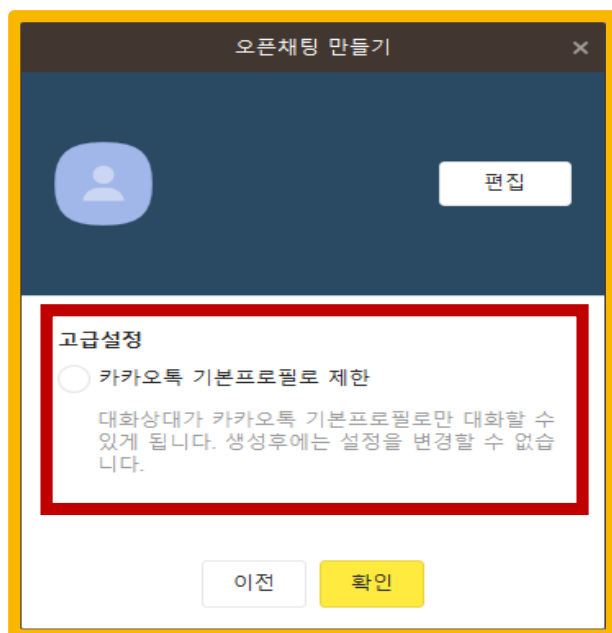 오픈채팅 만들기
편집
고급설정
카카오톡 기본프로필로 제한
대화상대가 카카오톡 기본프로필로만 대화할 수
있게 됩니다. 생성후에는 설정을 변경할 수 없습
니다.
이전
확인